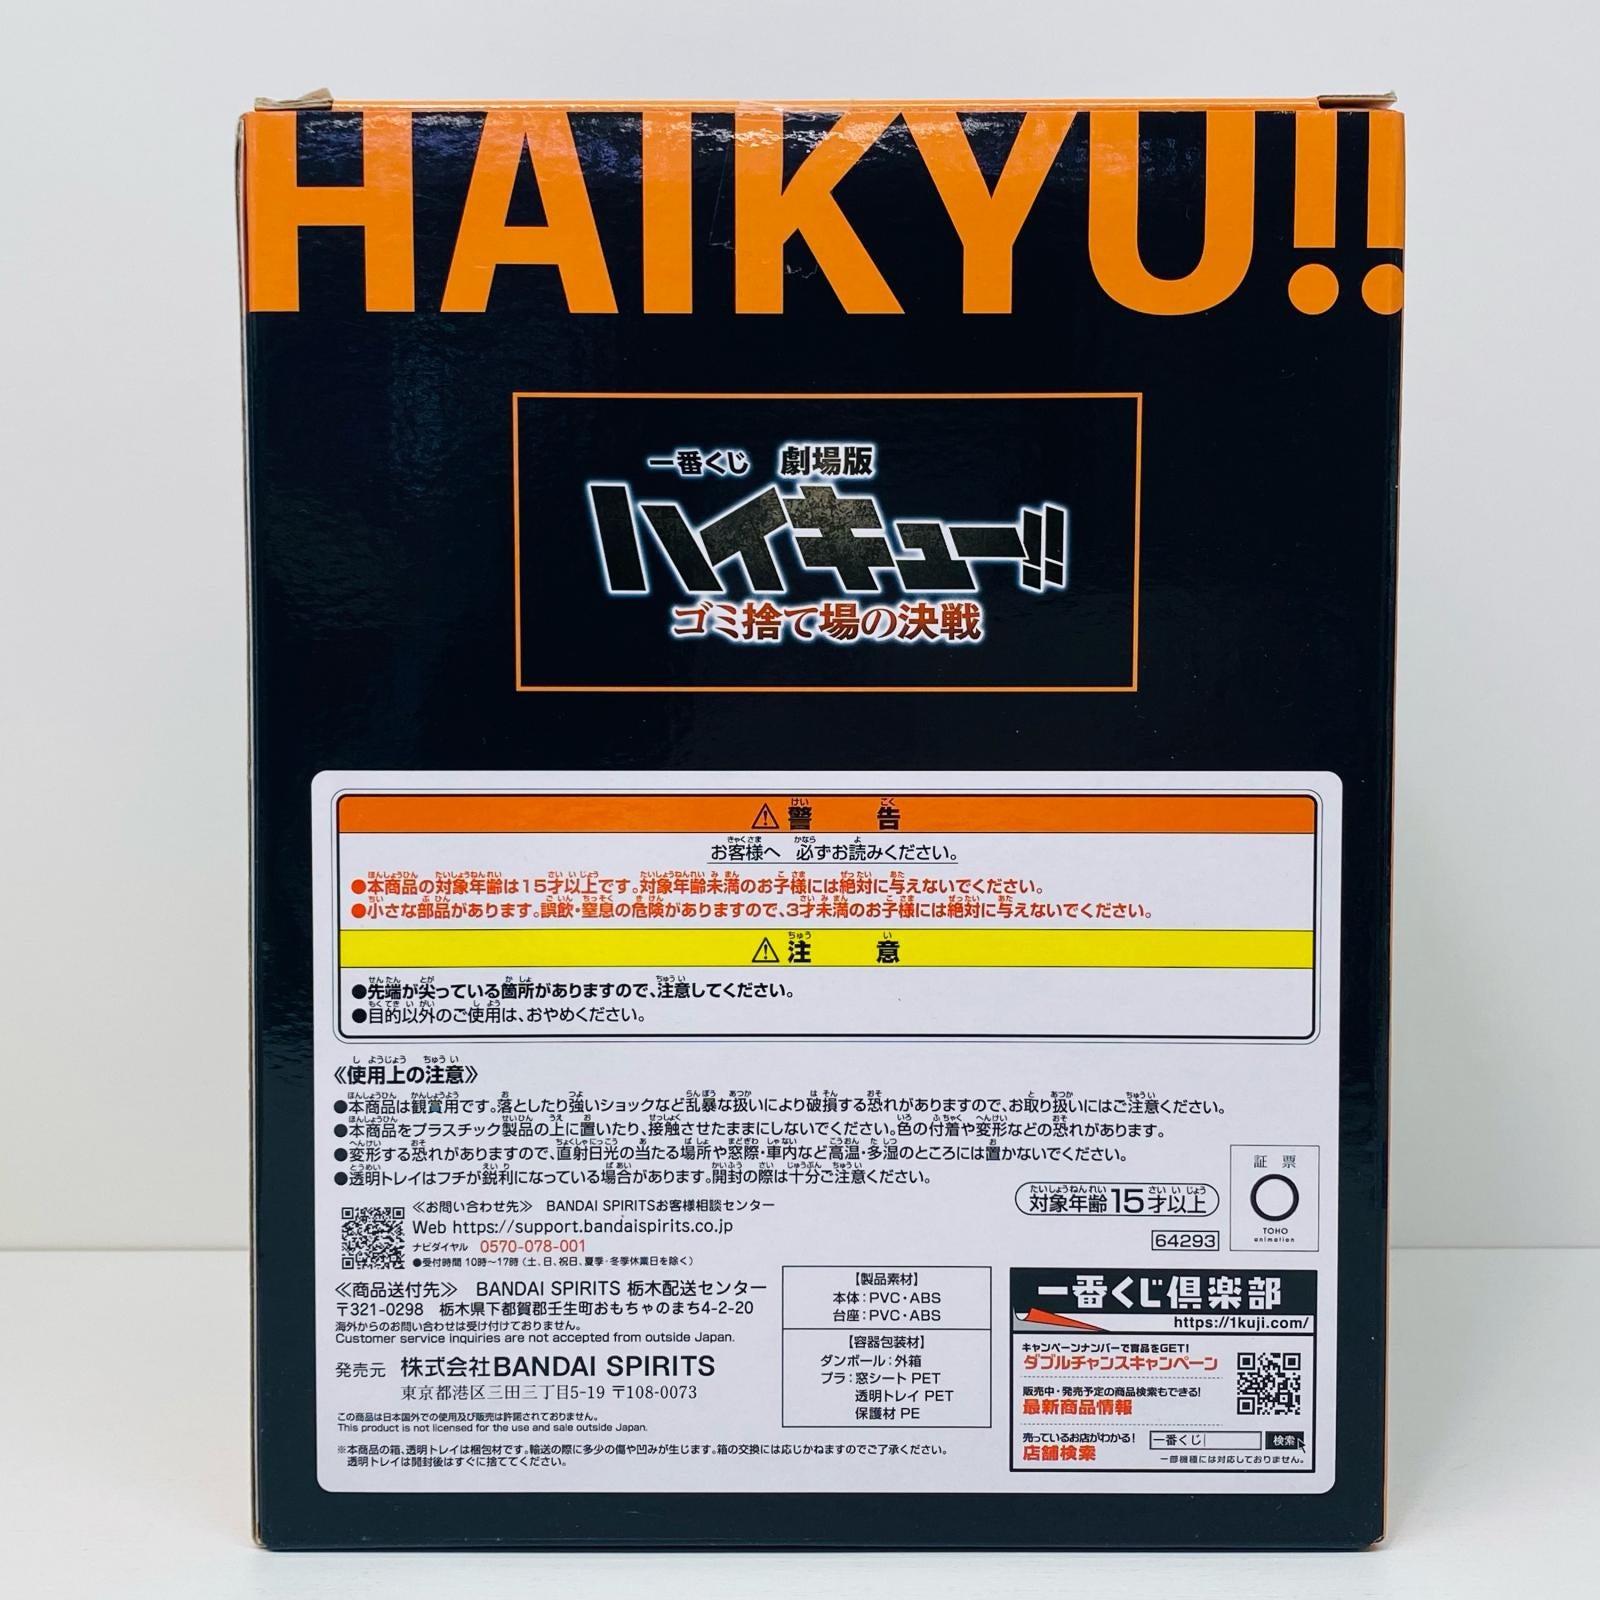 HAIKYU!!
一番くじ 劇場版
ハイキュー!!
ゴミ捨て場の決戦
⚠警告
お客様へ 必ずお読みください。
●本商品の対象年齢は15才以上です。対象年齢未満のお子様には絶対に与えないでください。
●小さな部品があります。誤飲・窒息の危険がありますので、3才未満のお子様には絶対に与えないでください。
⚠注意
●先端が尖っている箇所がありますので、注意してください。
●目的以外のご使用は、おやめください。
《使用上の注意》
●本商品は観賞用です。落としたり強いショックなど乱暴な扱いにより破損する恐れがありますので、お取り扱いにはご注意ください。
●本商品をプラスチック製品の上に置いたり、接触させたままにしないでください。色の付着や変形などの恐れがあります。
●変形する恐れがありますので、直射日光の当たる場所や窓際・車内など高温・多湿のところには置かないでください。
●透明トレイはフチが鋭利になっている場合があります。開封の際は十分ご注意ください。
≪お問い合わせ先≫ BANDAI SPIRITSお客様相談センター
Web https://support.bandaispirits.co.jp
ナビダイヤル 0570-078-001
●受付時間 10時〜17時(土、日、祝日、夏季・冬季休業日を除く)
対象年齢15才以上
64293
証票
TOHO
animation
≪商品送付先≫ BANDAI SPIRITS 栃木配送センター
〒321-0298 栃木県下都賀郡壬生町おもちゃのまち4-2-20
海外からのお問い合わせは受け付けておりません。
Customer service inquiries are not accepted from outside Japan.
発売元 株式会社BANDAI SPIRITS
東京都港区三田三丁目5-19 〒108-0073
この商品は日本国外での使用及び販売は許諾されておりません。
This product is not licensed for the use and sale outside Japan.
※本商品の箱、透明トレイは梱包材です。輸送の際に多少の傷や凹みが生じます。箱の交換には応じかねますのでご了承ください。
透明トレイは開封後はすぐに捨ててください。
【製品素材】
本体:PVC・ABS
台座:PVC・ABS
【容器包装材】
ダンボール:外箱
プラ:窓シート PET
透明トレイ PET
保護材 PE
一番くじ倶楽部
https://1kuji.com/
キャンペーンナンバーで賞品をGET!
ダブルチャンスキャンペーン
販売中・発売予定の商品検索もできる!
最新商品情報
売っているお店がわかる!
店舗検索
一番くじ 検索
一部機種には対応しておりません。